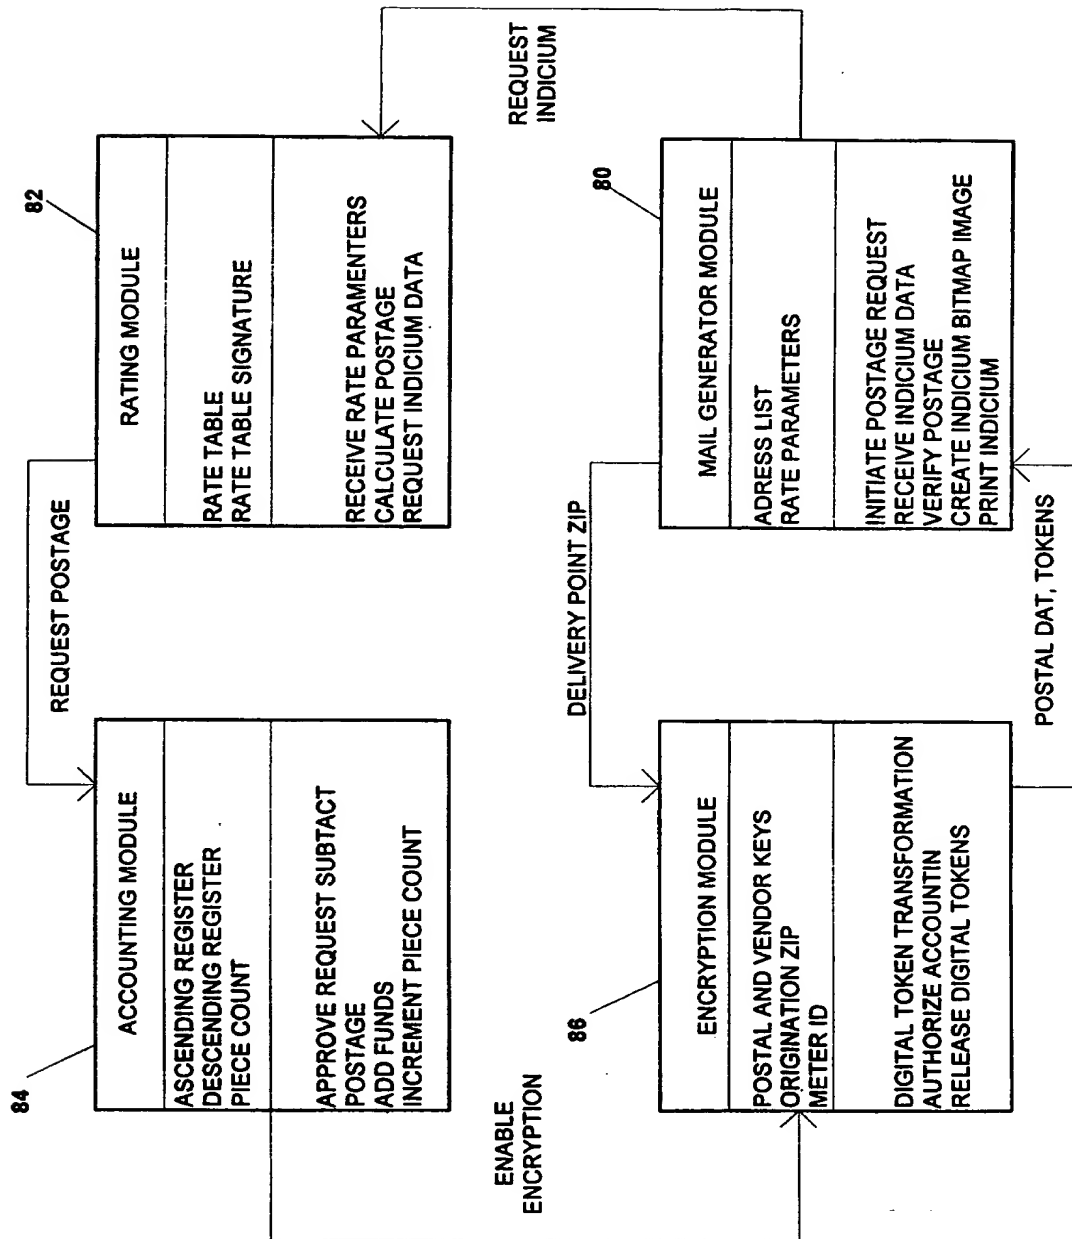 REQUEST POSTAGE
84
ACCOUNTING MODULE
ASCENDING REGISTER
DESCENDING REGISTER
PIECE COUNT
APPROVE REQUEST SUBTACT
POSTAGE
ADD FUNDS
INCREMENT PIECE COUNT
82
RATING MODULE
RATE TABLE
RATE TABLE SIGNATURE
RECEIVE RATE PARAMENTERS
CALCULATE POSTAGE
REQUEST INDICIUM DATA
ENABLE
ENCRYPTION
REQUEST
INDICIUM
DELIVERY POINT ZIP
86
ENCRYPTION MODULE
POSTAL AND VENDOR KEYS
ORIGINATION ZIP
METER ID
DIGITAL TOKEN TRANSFORMATION
AUTHORIZE ACCOUNTIN
RELEASE DIGITAL TOKENS
80
MAIL GENERATOR MODULE
ADRESS LIST
RATE PARAMETERS
INITIATE POSTAGE REQUEST
RECEIVE INDICIUM DATA
VERIFY POSTAGE
CREATE INDICIUM BITMAP IMAGE
PRINT INDICIUM
POSTAL DAT, TOKENS